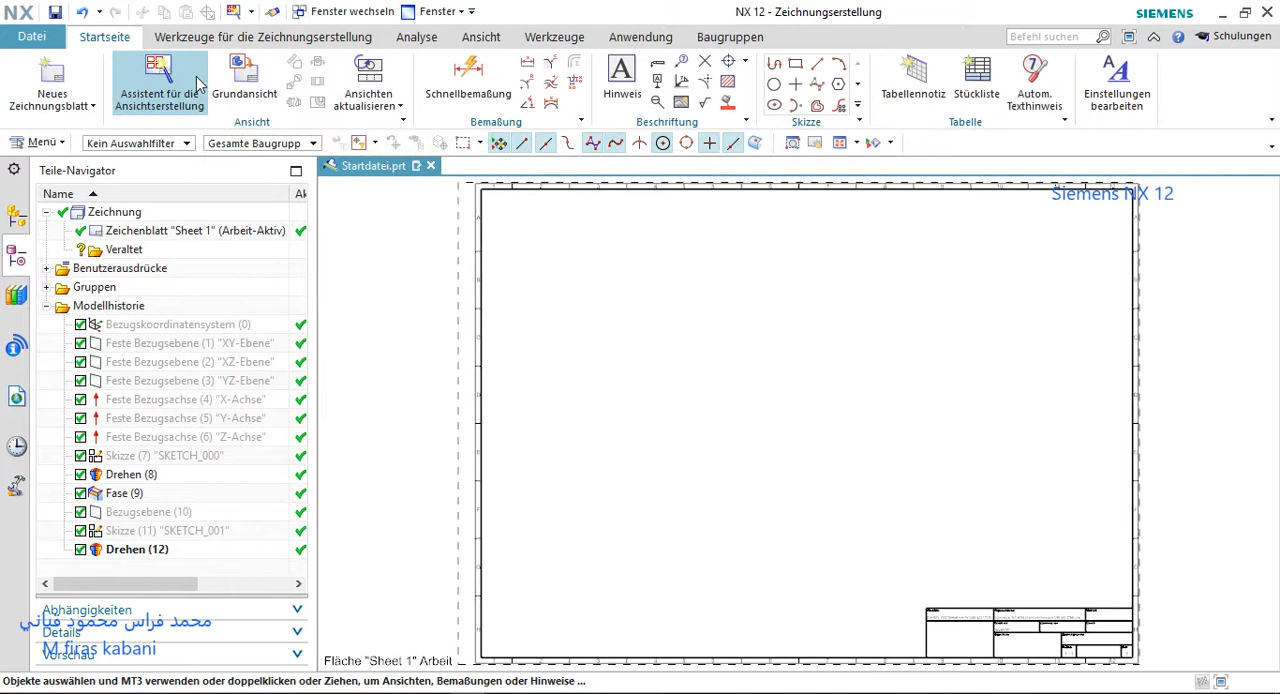 NX
Fenster wechseln
Fenster
NX 12 - Zeichnungserstellung
SIEMENS
Datei
Startseite
Werkzeuge für die Zeichnungserstellung
Analyse
Ansicht
Werkzeuge
Anwendung
Baugruppen
Befehl suchen
Schulungen
Neues Zeichnungsblatt
Assistent für die Ansichtserstellung
Grundansicht
Ansichten aktualisieren
Schnellbemaßung
Hinweis
Tabellennotiz
Stückliste
Autom. Texthinweis
Einstellungen bearbeiten
Ansicht
Bemaßung
Beschriftung
Skizze
Tabelle
Menü
Kein Auswahlfilter
Gesamte Baugruppe
Teile-Navigator
Startdatei.prt
Name
Ak
Siemens NX 12
Zeichnung
Zeichenblatt "Sheet 1" (Arbeit-Aktiv)
Veraltet
Benutzerausdrücke
Gruppen
Modellhistorie
Bezugskoordinatensystem (0)
Feste Bezugsebene (1) "XY-Ebene"
Feste Bezugsebene (2) "XZ-Ebene"
Feste Bezugsebene (3) "YZ-Ebene"
Feste Bezugsachse (4) "X-Achse"
Feste Bezugsachse (5) "Y-Achse"
Feste Bezugsachse (6) "Z-Achse"
Skizze (7) "SKETCH_000"
Drehen (8)
Fase (9)
Bezugsebene (10)
Skizze (11) "SKETCH_001"
Drehen (12)
Abhängigkeiten
محمد فراس محمود قباني
Details
M firas kabani
Vorschau
Fläche "Sheet 1" Arbeit
Objekte auswählen und MT3 verwenden oder doppelklicken oder Ziehen, um Ansichten, Bemaßungen oder Hinweise ...